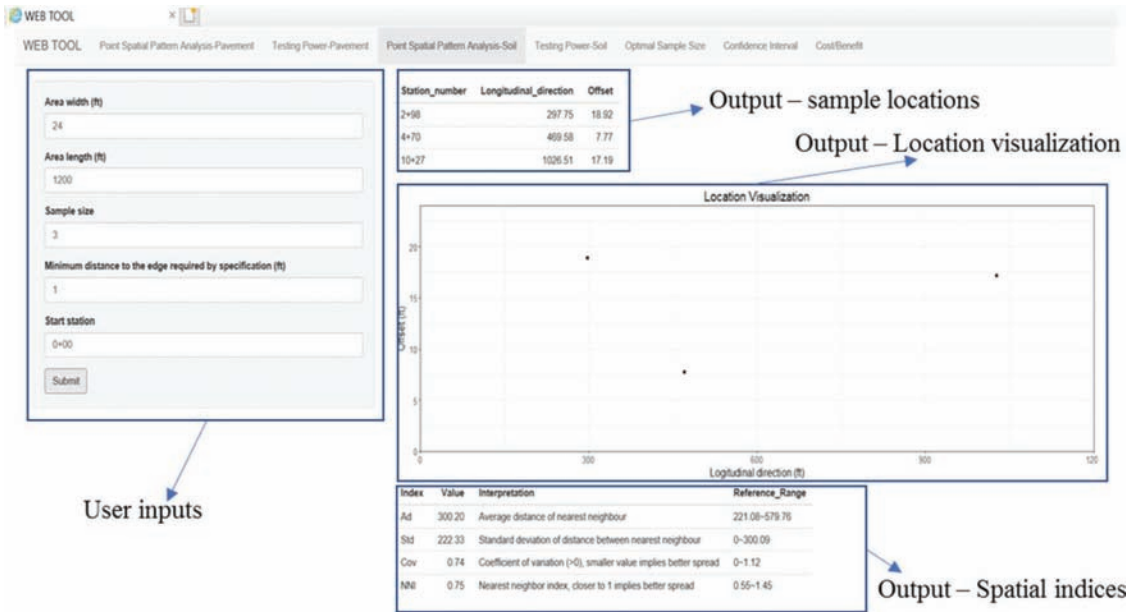 WEB TOOL ×
WEB TOOL Point Spatial Pattern Analysis-Pavement Testing Power-Pavement Point Spatial Pattern Analysis-Soil Testing Power-Soil Optimal Sample Size Confidence Interval Cost/Benefit
Area width (ft)
24
Area length (ft)
1200
Sample size
3
Minimum distance to the edge required by specification (ft)
1
Start station
0+00
Submit
User inputs
Station_number Longitudinal_direction Offset
2+98 297.75 18.92
4+70 469.58 7.77
10+27 1026.51 17.19
Output – sample locations
Output – Location visualization
Location Visualization
Offset (ft)
20
15
10
5
0
0 300 600 900 120
Logitudinal direction (ft)
Index Value Interpretation Reference_Range
Ad 300.20 Average distance of nearest neighbour 221.08~579.76
Std 222.33 Standard deviation of distance between nearest neighbour 0~300.09
Cov 0.74 Coefficient of variation (>0), smaller value implies better spread 0~1.12
NNI 0.75 Nearest neighbor index, closer to 1 implies better spread 0.55~1.45
Output – Spatial indices